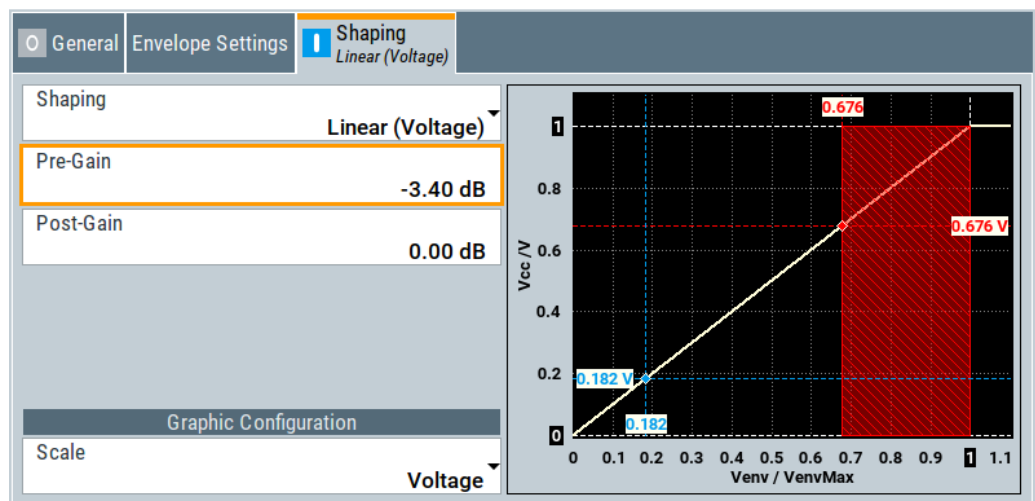 O General
Envelope Settings
I Shaping
Linear (Voltage)
Shaping
Linear (Voltage)
Pre-Gain
-3.40 dB
Post-Gain
0.00 dB
Graphic Configuration
Scale
Voltage
0.676
1
0.8
0.676 V
0.6
Vcc /V
0.4
0.2
0.182 V
0.182
0
0 0.1 0.2 0.3 0.4 0.5 0.6 0.7 0.8 0.9 1 1.1
Venv / VenvMax